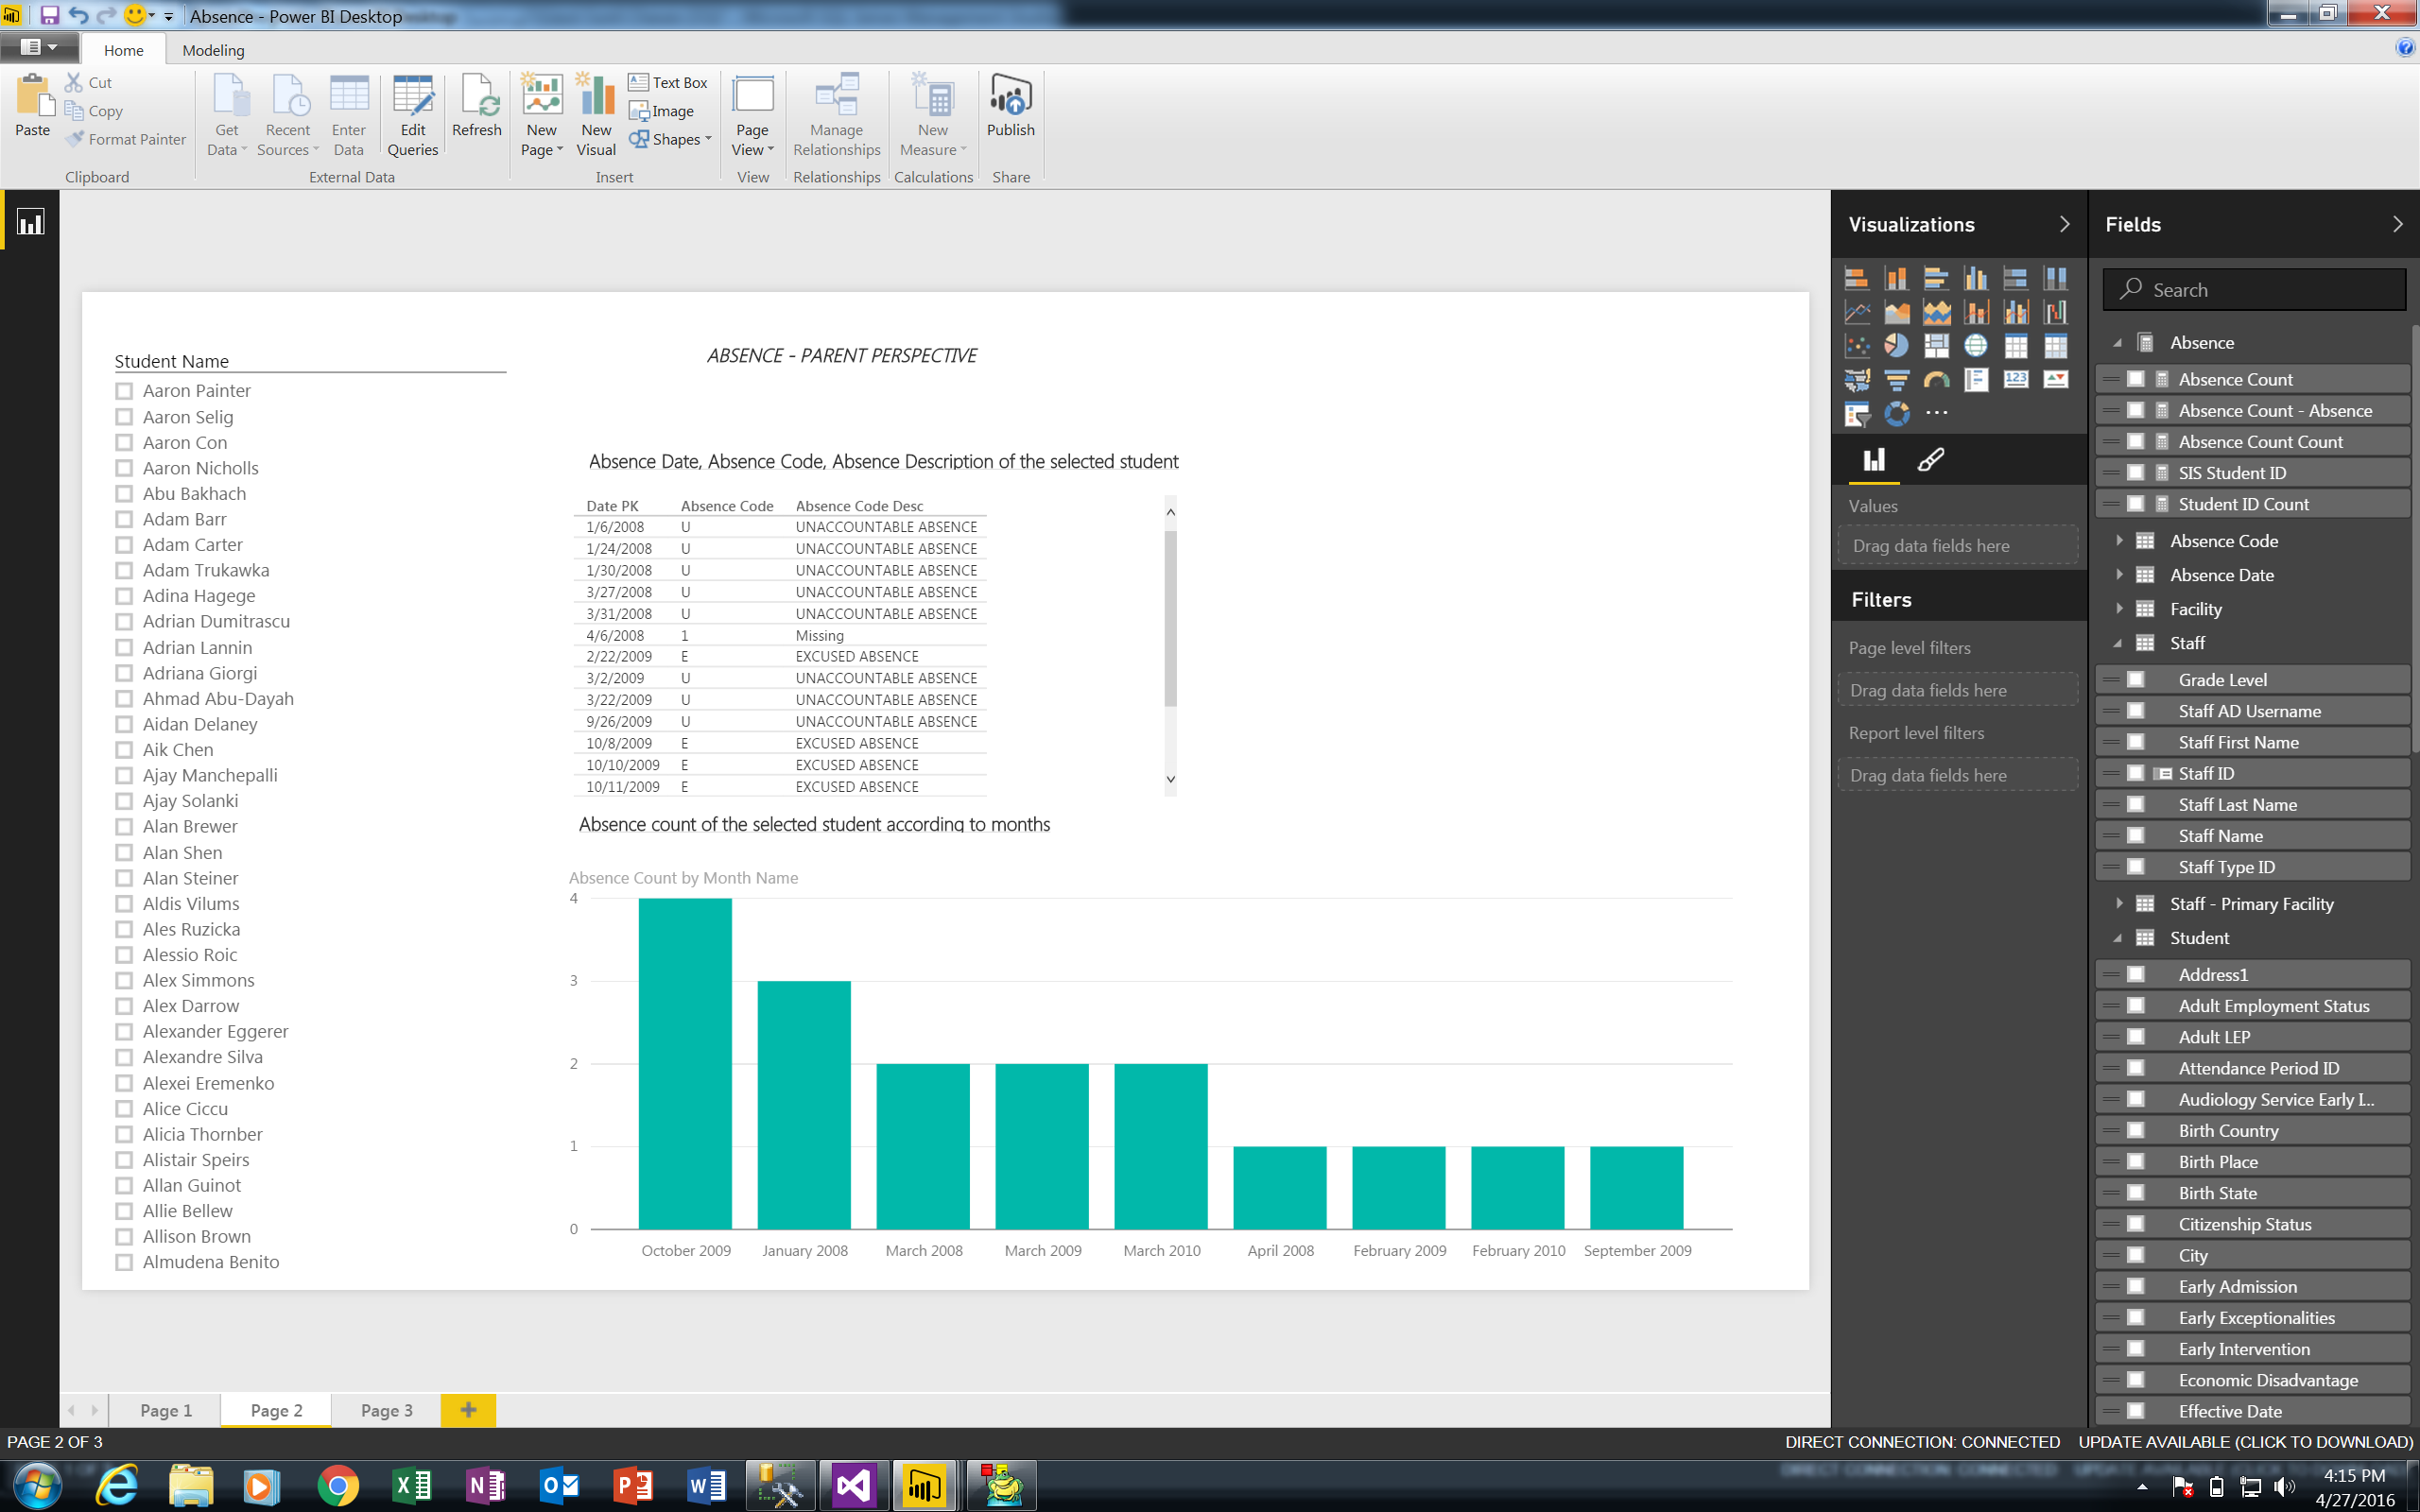 Absence - Power BI Desktop
Home Modeling
Paste
Cut
Copy
Format Painter
Clipboard
Get Data
Recent Sources
Enter Data
Edit Queries
Refresh
External Data
New Page
New Visual
Text Box
Image
Shapes
Insert
Page View
View
Manage Relationships
Relationships
New Measure
Calculations
Publish
Share
ABSENCE - PARENT PERSPECTIVE
Student Name
Aaron Painter
Aaron Selig
Aaron Con
Aaron Nicholls
Abu Bakhach
Adam Barr
Adam Carter
Adam Trukawka
Adina Hagege
Adrian Dumitrascu
Adrian Lannin
Adriana Giorgi
Ahmad Abu-Dayah
Aidan Delaney
Aik Chen
Ajay Manchepalli
Ajay Solanki
Alan Brewer
Alan Shen
Alan Steiner
Aldis Vilums
Ales Ruzicka
Alessio Roic
Alex Simmons
Alex Darrow
Alexander Eggerer
Alexandre Silva
Alexei Eremenko
Alice Ciccu
Alicia Thornber
Alistair Speirs
Allan Guinot
Allie Bellew
Allison Brown
Almudena Benito
Absence Date, Absence Code, Absence Description of the selected student
Date PK Absence Code Absence Code Desc
1/6/2008 U UNACCOUNTABLE ABSENCE
1/24/2008 U UNACCOUNTABLE ABSENCE
1/30/2008 U UNACCOUNTABLE ABSENCE
3/27/2008 U UNACCOUNTABLE ABSENCE
3/31/2008 U UNACCOUNTABLE ABSENCE
4/6/2008 1 Missing
2/22/2009 E EXCUSED ABSENCE
3/2/2009 U UNACCOUNTABLE ABSENCE
3/22/2009 U UNACCOUNTABLE ABSENCE
9/26/2009 U UNACCOUNTABLE ABSENCE
10/8/2009 E EXCUSED ABSENCE
10/10/2009 E EXCUSED ABSENCE
10/11/2009 E EXCUSED ABSENCE
Absence count of the selected student according to months
Absence Count by Month Name
4
3
2
1
0
October 2009 January 2008 March 2008 March 2009 March 2010 April 2008 February 2009 February 2010 September 2009
Visualizations
123
Values
Drag data fields here
Filters
Page level filters
Drag data fields here
Report level filters
Drag data fields here
Fields
Search
Absence
Absence Count
Absence Count - Absence
Absence Count Count
SIS Student ID
Student ID Count
Absence Code
Absence Date
Facility
Staff
Grade Level
Staff AD Username
Staff First Name
Staff ID
Staff Last Name
Staff Name
Staff Type ID
Staff - Primary Facility
Student
Address1
Adult Employment Status
Adult LEP
Attendance Period ID
Audiology Service Early I...
Birth Country
Birth Place
Birth State
Citizenship Status
City
Early Admission
Early Exceptionalities
Early Intervention
Economic Disadvantage
Effective Date
Page 1 Page 2 Page 3
PAGE 2 OF 3
DIRECT CONNECTION: CONNECTED UPDATE AVAILABLE (CLICK TO DOWNLOAD)
4:15 PM
4/27/2016